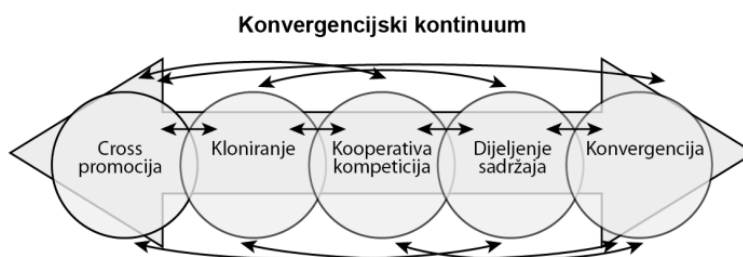 Konvergencijski kontinuum
Cross
promocija
Kloniranje
Kooperativa
kompeticija
Dijeljenje
sadržaja
Konvergencija